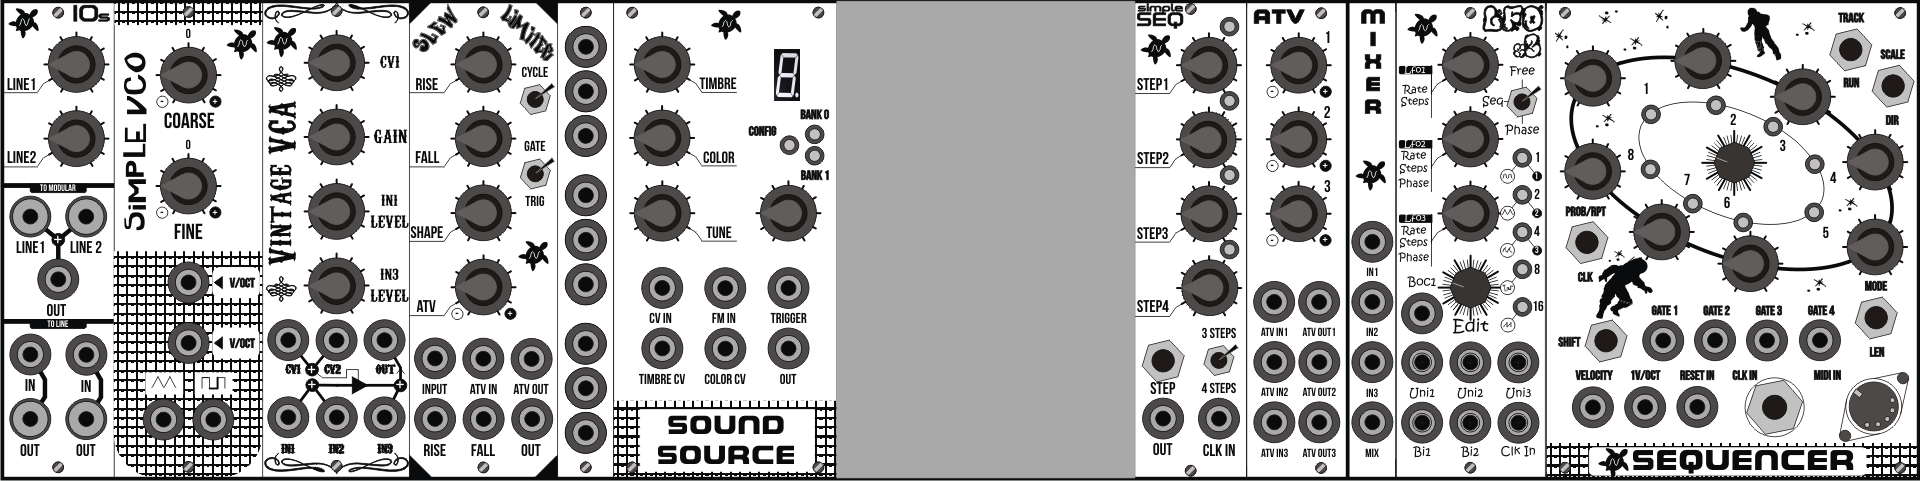 IOs
LINE1
LINE2
TO MODULAR
LINE1 LINE 2
OUT
TO LINE
IN IN
OUT OUT
SiMPLE VCO
0
- +
COARSE
0
- +
FINE
V/OCT
V/OCT
VINTAGE VCA
CV1
GAIN
IN1
LEVEL
IN3
LEVEL
CV1 CV2 OUT
IN1 IN2 IN3
SLEW LiMiTER
RISE
CYCLE
FALL
GATE
TRIG
SHAPE
ATV
- +
INPUT ATV IN ATV OUT
RISE FALL OUT
TIMBRE
8.
COLOR
CONFIG
BANK 0
BANK 1
TUNE
CV IN FM IN TRIGGER
TIMBRE CV COLOR CV OUT
SOUND
SOURCE
simple
SEQ
STEP1
STEP2
STEP3
STEP4
3 STEPS
STEP 4 STEPS
OUT CLK IN
ATV
1
- +
2
- +
3
- +
ATV IN1 ATV OUT1
ATV IN2 ATV OUT2
ATV IN3 ATV OUT3
MIXER
IN1
IN2
IN3
MIX
LFOx
8
LFO1
Rate
Steps
Free
Seq
Phase
LFO2
Rate
Steps
Phase
1
1
2
2
LFO3
Rate
Steps
Phase
4
3
8
16
Boc1
Edit
Uni1 Uni2 Uni3
Bi1 Bi2 Clk In
TRACK
RUN
SCALE
DIR
1
2
3
4
5
6
7
8
PROB/RPT
CLK
MODE
LEN
SHIFT
GATE 1 GATE 2 GATE 3 GATE 4
VELOCITY 1V/OCT RESET IN CLK IN MIDI IN
SEQUENCER